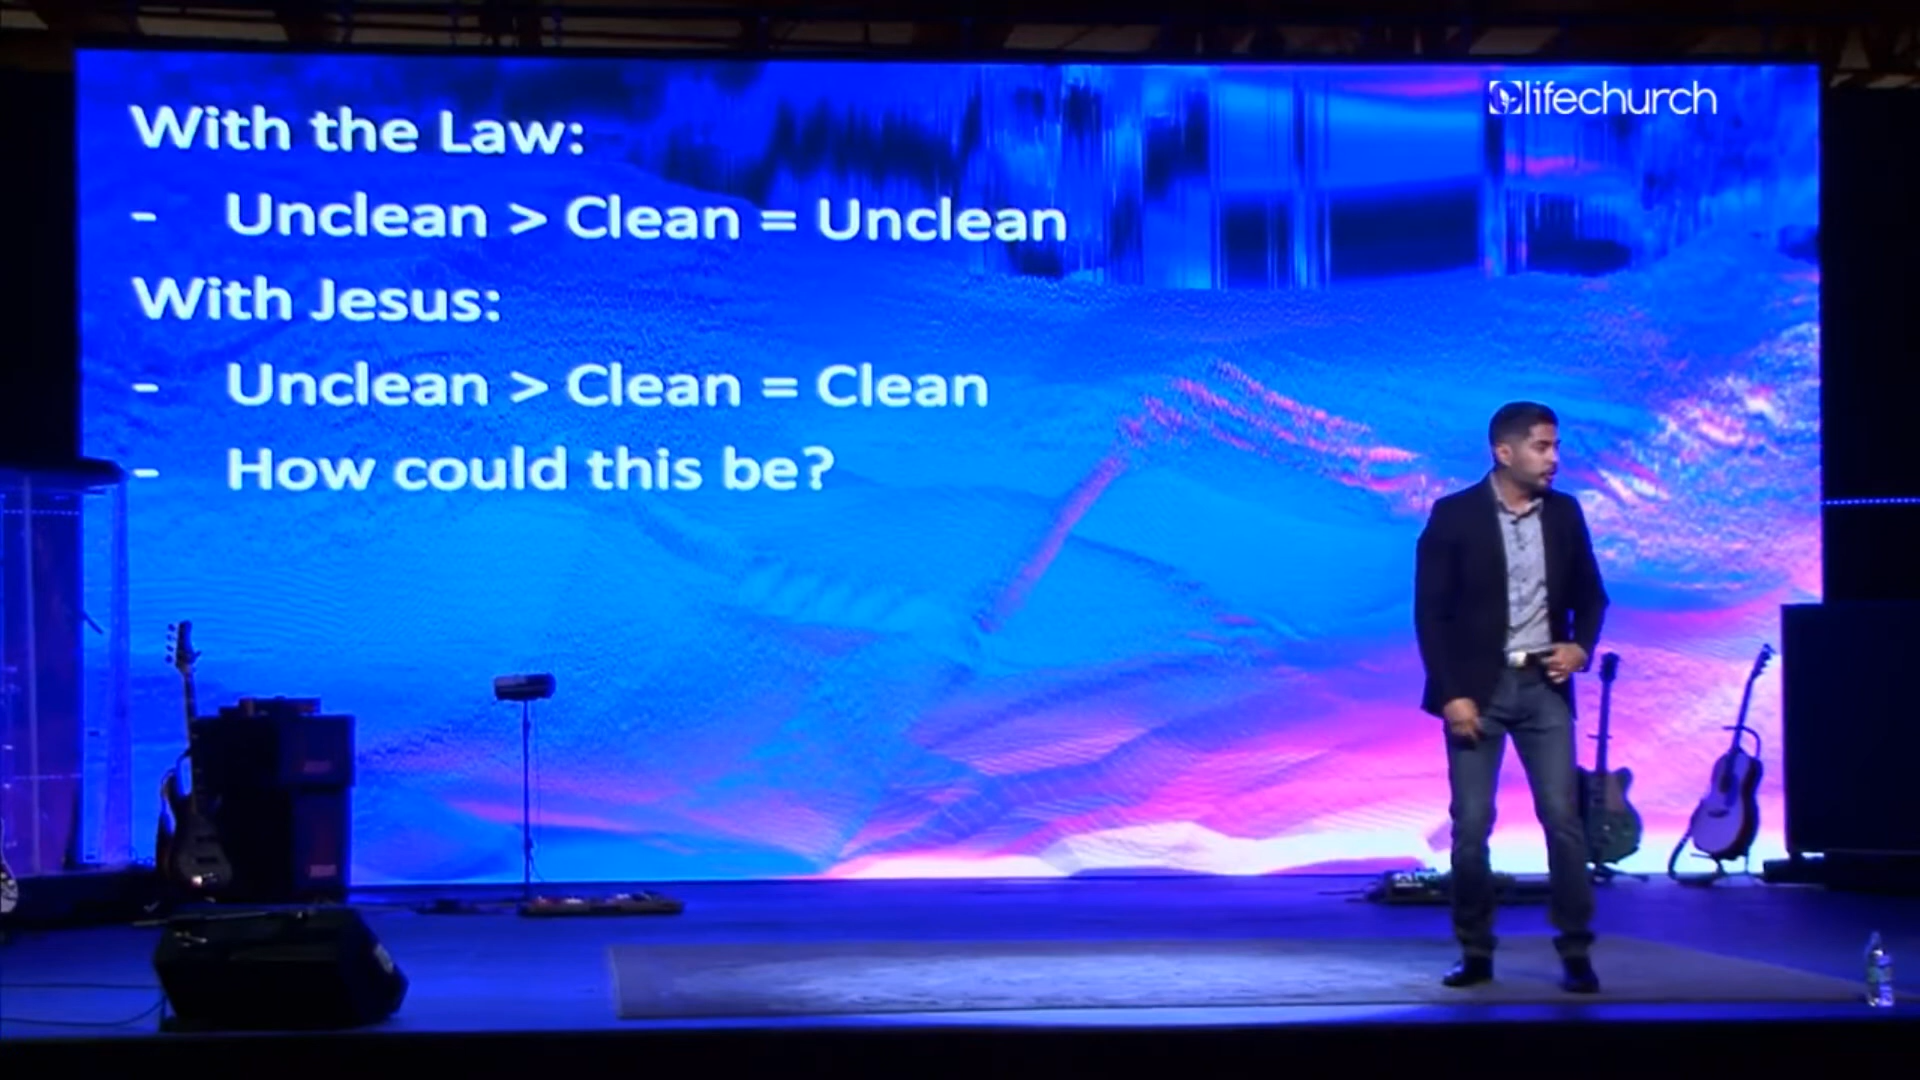 lifechurch
With the Law:
- Unclean > Clean = Unclean
With Jesus:
- Unclean > Clean = Clean
- How could this be?